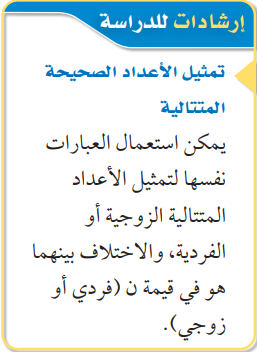 إرشادات للدراسة
تمثيل الأعداد الصحيحة
المتتالية
يمكن استعمال العبارات
نفسها لتمثيل الأعداد
المتتالية الزوجية أو
الفردية، والاختلاف بينهما
هو في قيمة ن (فردي أو
زوجي).